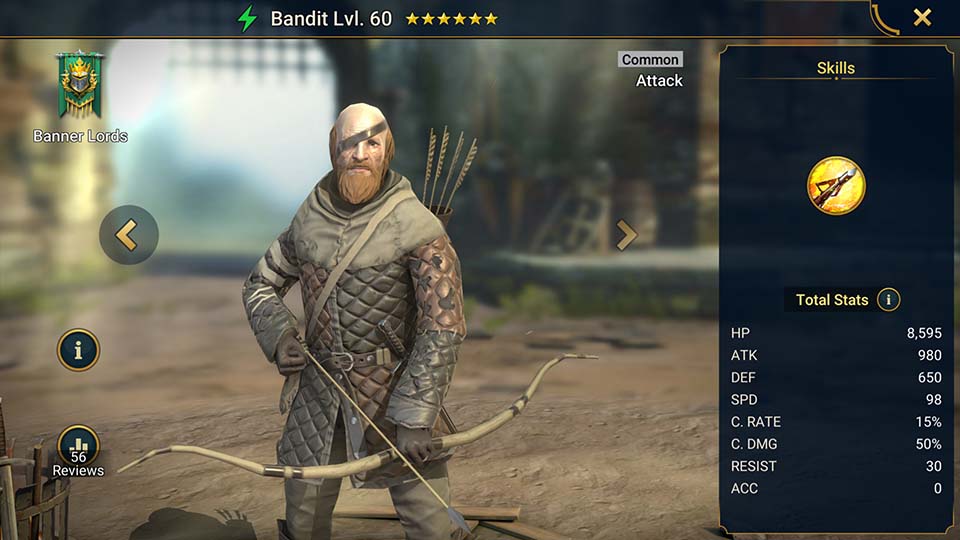 Bandit Lvl. 60
Banner Lords
Common
Attack
56
Reviews
Skills
Total Stats
HP 8,595
ATK 980
DEF 650
SPD 98
C. RATE 15%
C. DMG 50%
RESIST 30
ACC 0